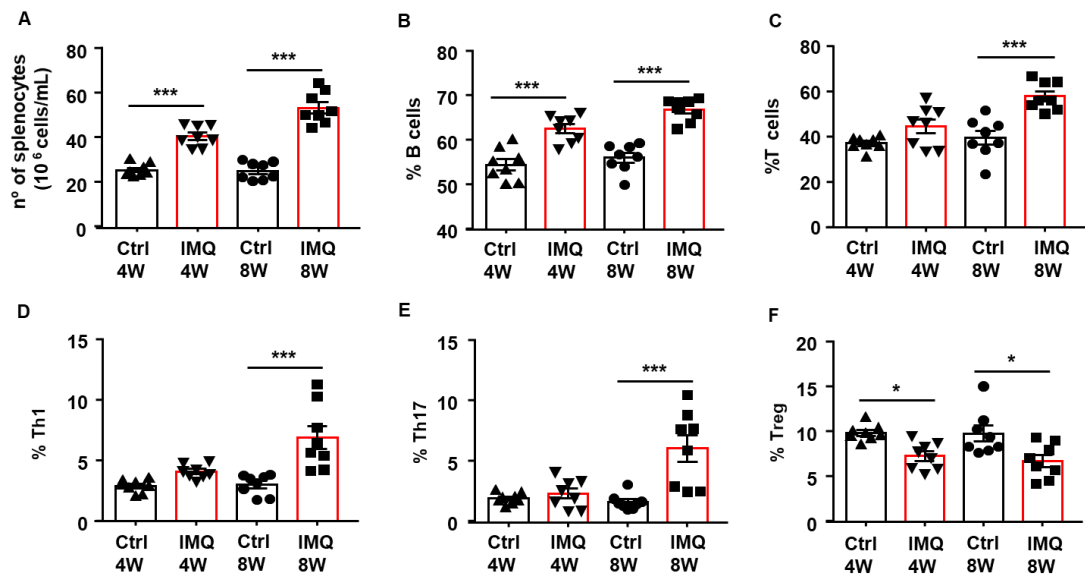 A
nº of splenocytes
(10 6 cells/mL)
80
60
40
20
0
***
***
Ctrl
4W
IMQ
4W
Ctrl
8W
IMQ
8W
B
% B cells
80
70
60
50
40
***
***
Ctrl
4W
IMQ
4W
Ctrl
8W
IMQ
8W
C
%T cells
80
60
40
20
0
***
Ctrl
4W
IMQ
4W
Ctrl
8W
IMQ
8W
D
% Th1
15
10
5
0
***
Ctrl
4W
IMQ
4W
Ctrl
8W
IMQ
8W
E
% Th17
15
10
5
0
***
Ctrl
4W
IMQ
4W
Ctrl
8W
IMQ
8W
F
% Treg
20
15
10
5
0
*
*
Ctrl
4W
IMQ
4W
Ctrl
8W
IMQ
8W